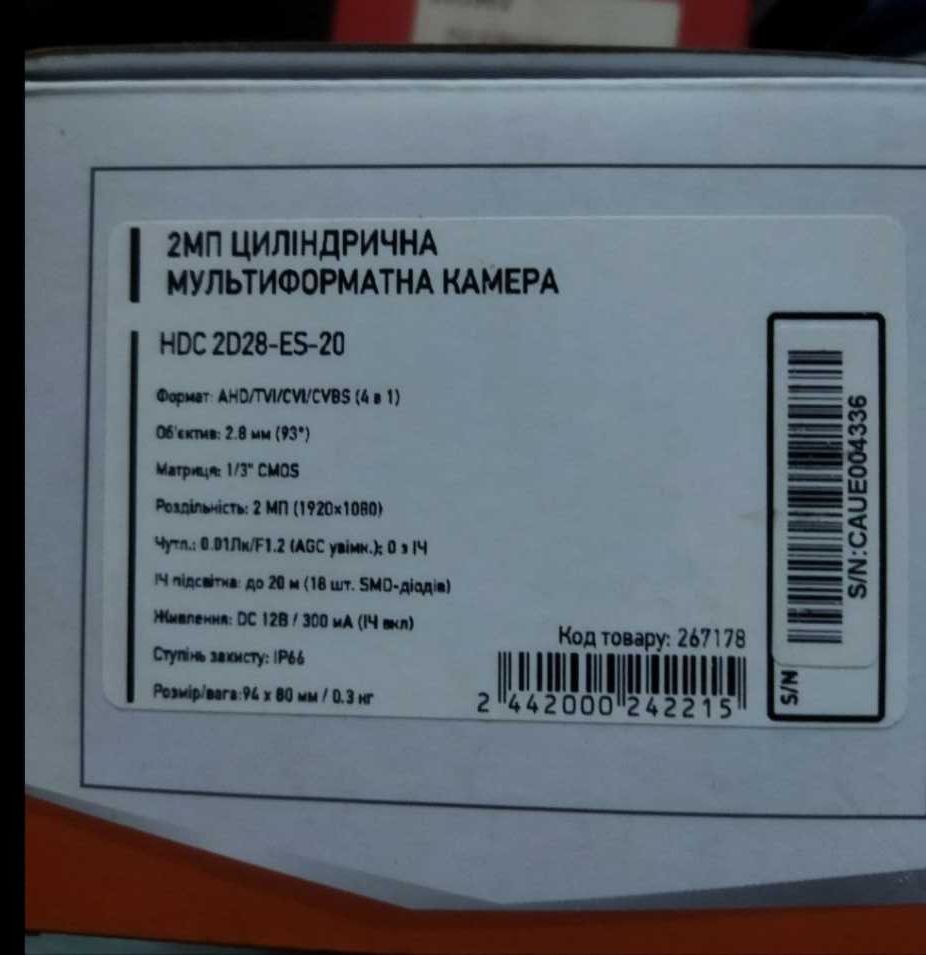 2МП ЦИЛІНДРИЧНА
МУЛЬТИФОРМАТНА КАМЕРА
HDC 2D28-ES-20
Формат: AHD/TVI/CVI/CVBS (4 в 1)
Об'єктив: 2.8 мм (93°)
Матриця: 1/3" CMOS
Роздільність: 2 МП (1920x1080)
Чутл.: 0.01Лк/F1.2 (AGC увімк.); 0 з ІЧ
ІЧ підсвітка: до 20 м (18 шт. SMD-діодів)
Живлення: DC 12В / 300 мА (ІЧ вкл)
Ступінь захисту: IP66
Розмір/вага:94 x 80 мм / 0.3 кг
Код товару: 267178
2 442000 242215
S/N:CAUE004336
S/N